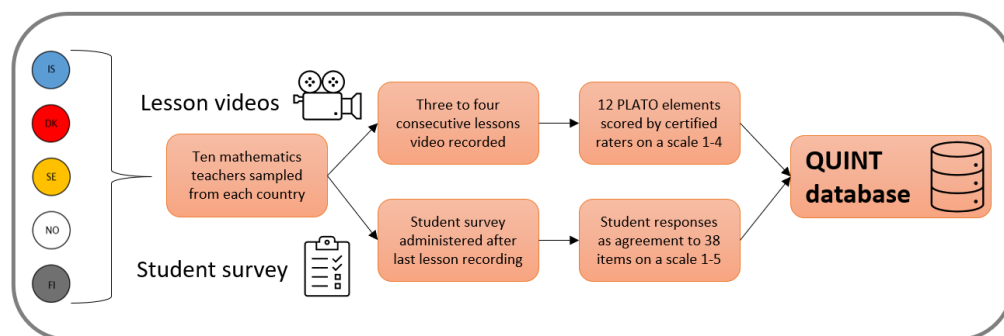 IS
DK
SE
NO
FI
Lesson videos
Student survey
Ten mathematics
teachers sampled
from each country
Three to four
consecutive lessons
video recorded
12 PLATO elements
scored by certified
raters on a scale 1-4
Student survey
administered after
last lesson recording
Student responses
as agreement to 38
items on a scale 1-5
QUINT
database